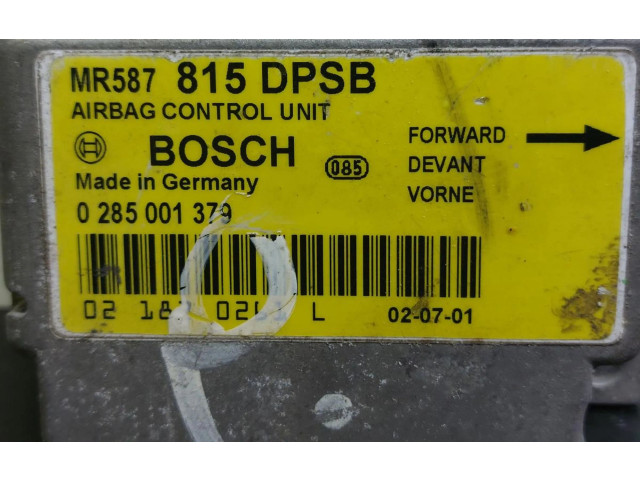 MR587 815 DPSB
AIRBAG CONTROL UNIT
BOSCH
085
Made in Germany
0 285 001 379
FORWARD
DEVANT
VORNE
02 L
02-07-01